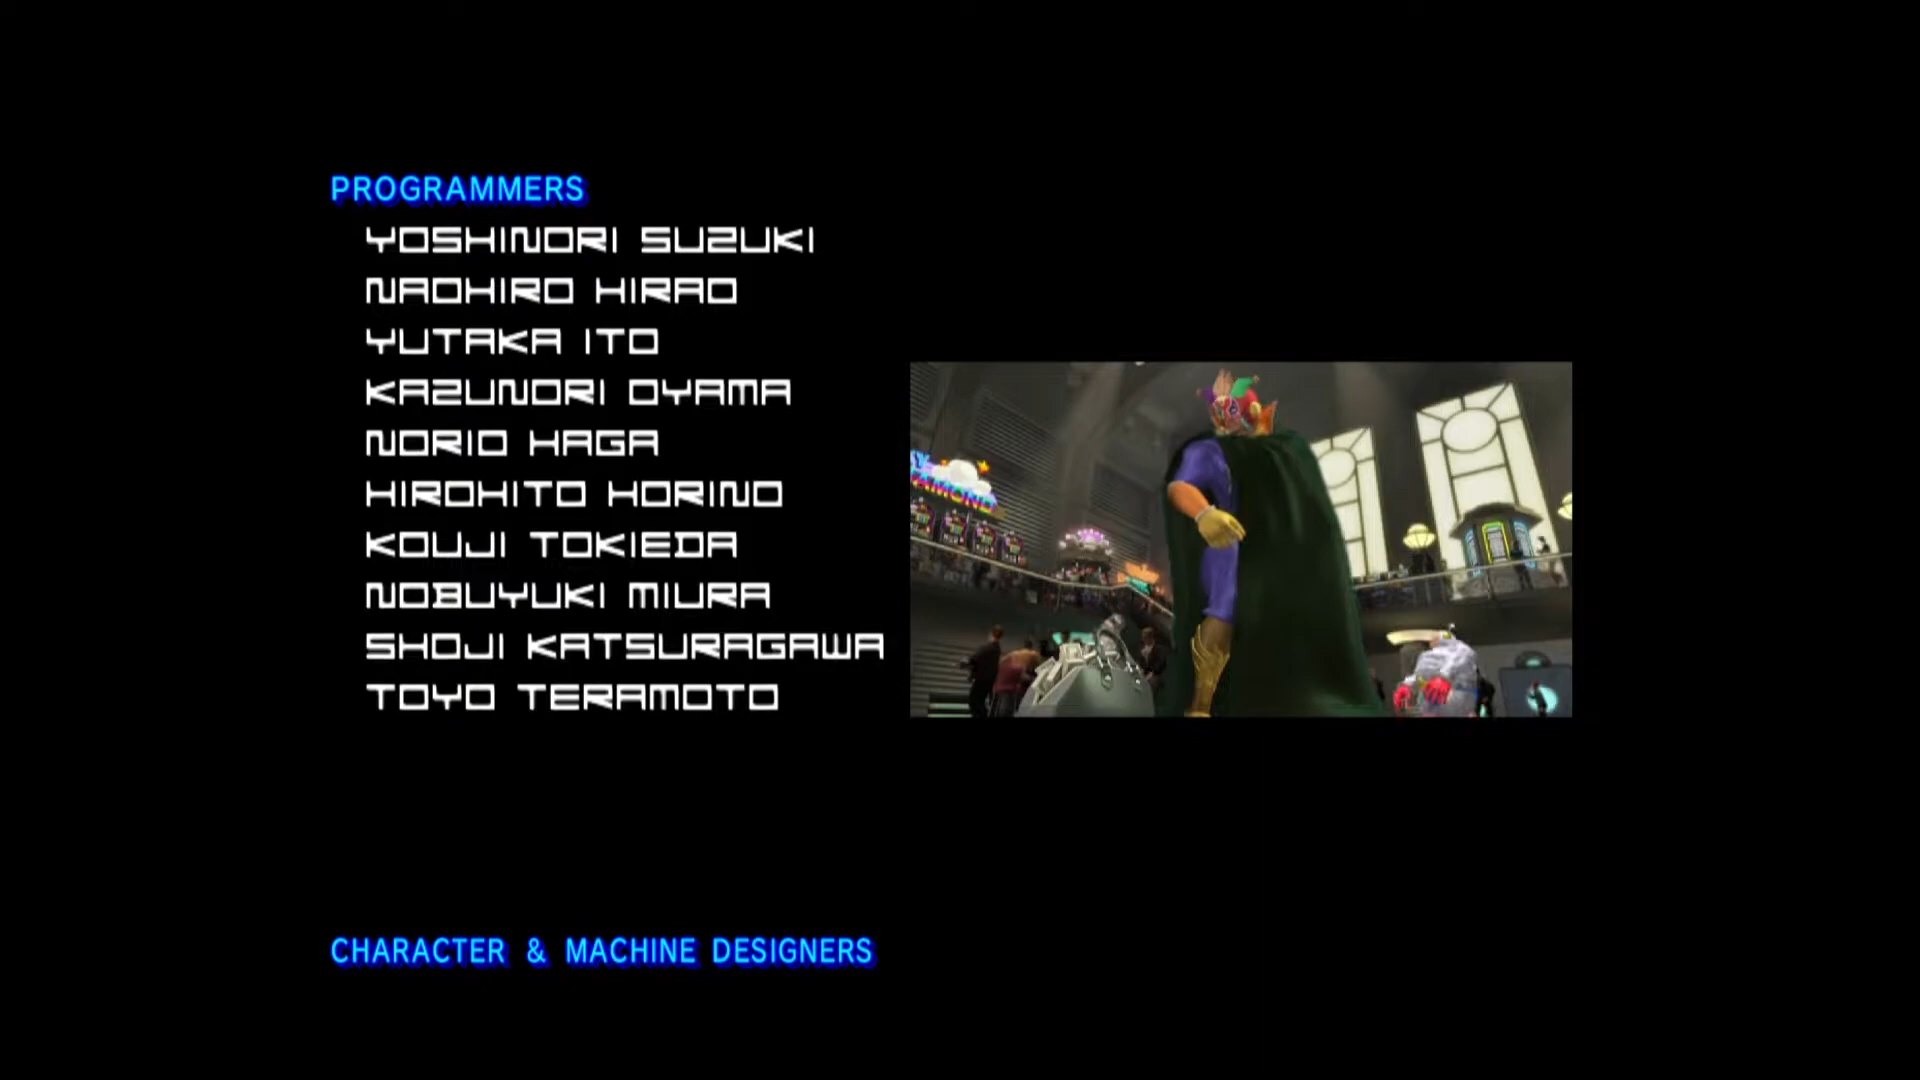 PROGRAMMERS
YOSHINORI SUZUKI
NAOHIRO HIRAO
YUTAKA ITO
KAZUNORI OYAMA
NORIO HAGA
HIROHITO HORINO
KOUJI TOKIEDA
NOBUYUKI MIURA
SHOJI KATSURAGAWA
TOYO TERAMOTO
CHARACTER & MACHINE DESIGNERS